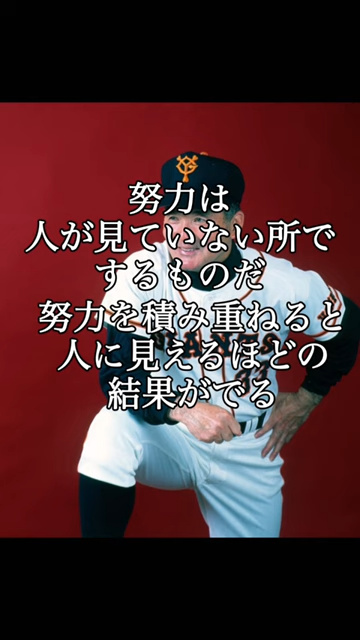 YG
努力は
人が見ていない所で
するものだ
努力を積み重ねると
人に見えるほどの
結果がでる